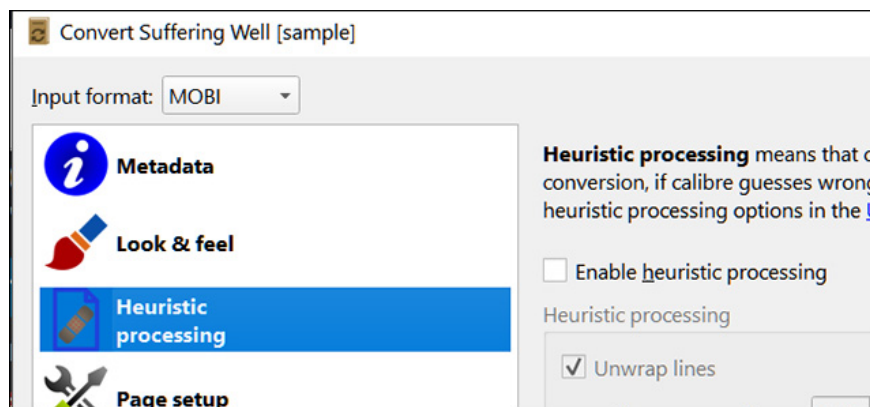 Convert Suffering Well [sample]
Input format: MOBI
Metadata
Look & feel
Heuristic
processing
Page setup
Heuristic processing means that
conversion, if calibre guesses wrong
heuristic processing options in the
Enable heuristic processing
Heuristic processing
Unwrap lines